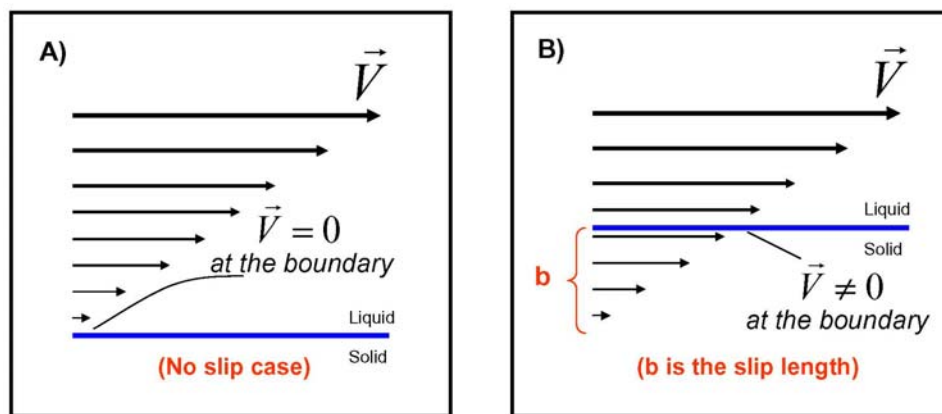 A)
V⃗
V⃗ = 0
at the boundary
Liquid
Solid
(No slip case)
B)
V⃗
Liquid
Solid
b
V⃗ ≠ 0
at the boundary
(b is the slip length)